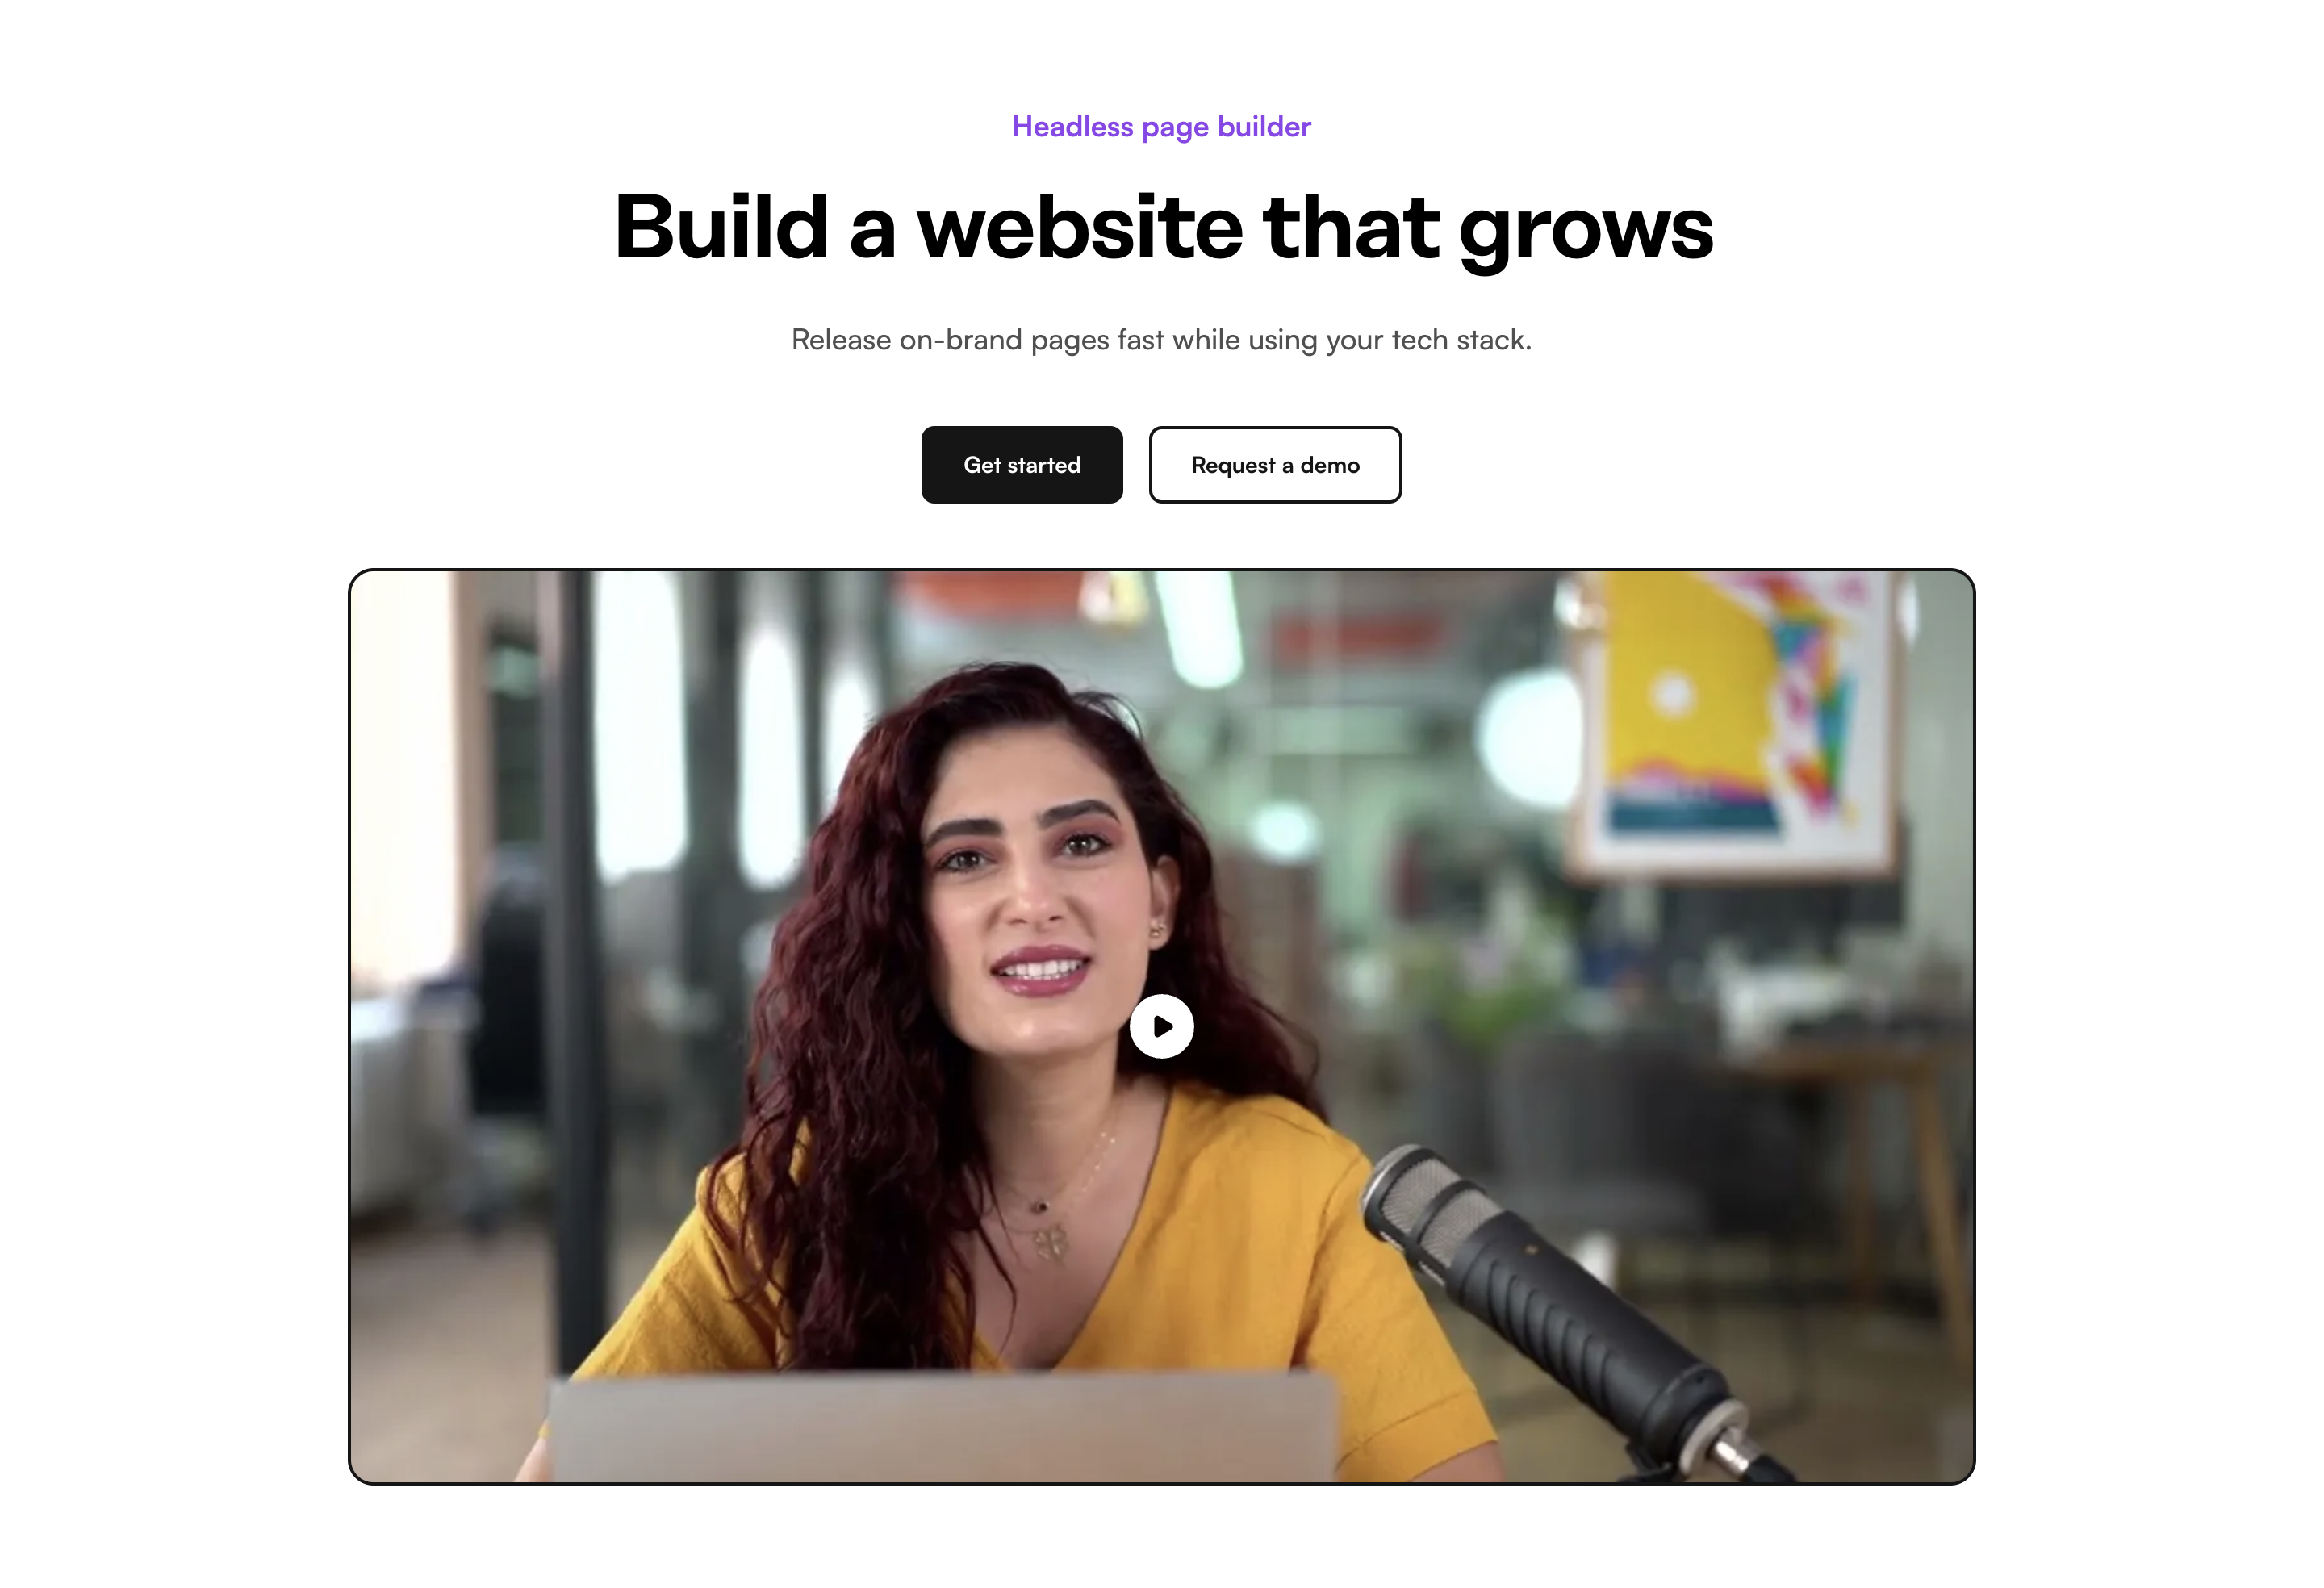 Headless page builder
Build a website that grows
Release on-brand pages fast while using your tech stack.
Get started
Request a demo